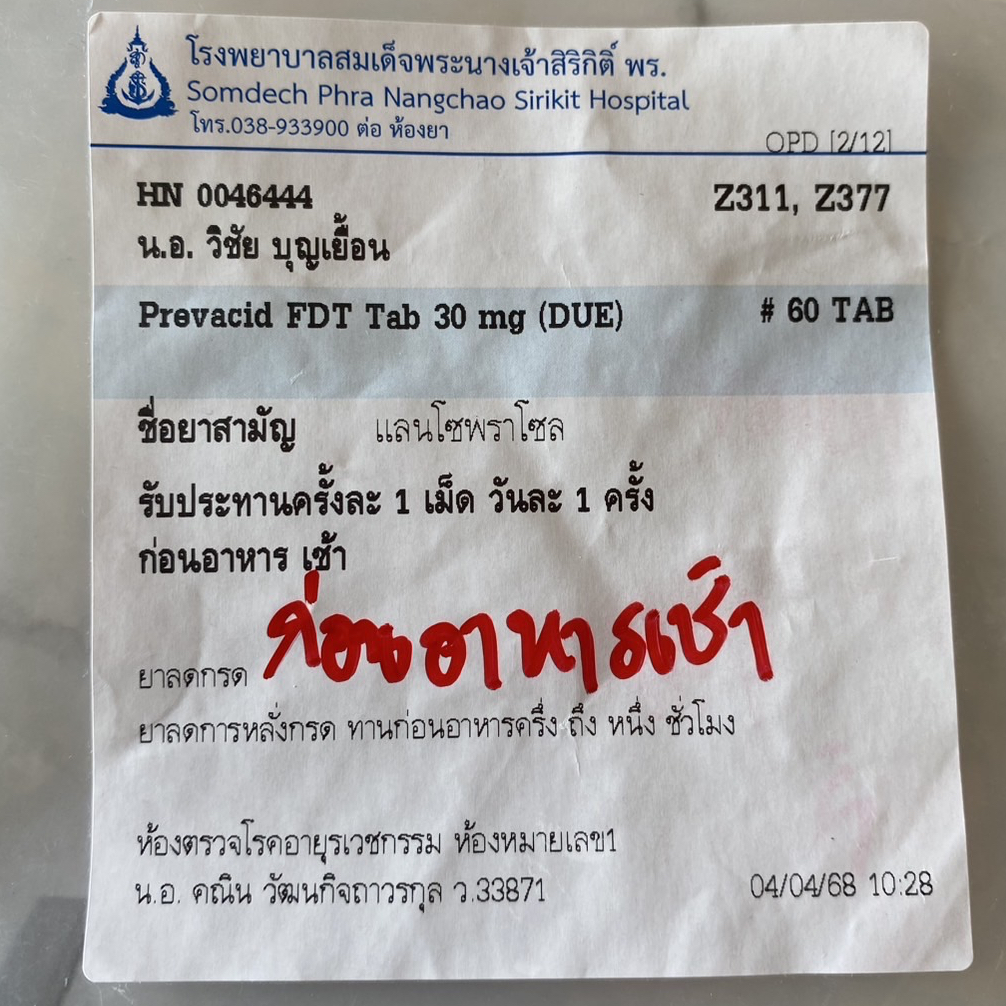 โรงพยาบาลสมเด็จพระนางเจ้าสิริกิติ์ พร.
Somdech Phra Nangchao Sirikit Hospital
โทร.038-933900 ต่อ ห้องยา
OPD [2/12]
HN 0046444 Z311, Z377
น.อ. วิชัย บุญเยื้อน
Prevacid FDT Tab 30 mg (DUE) # 60 TAB
ชื่อยาสามัญ แลนโซพราโซล
รับประทานครั้งละ 1 เม็ด วันละ 1 ครั้ง
ก่อนอาหาร เช้า
ก่อนอาหารเช้า
ยาลดกรด
ยาลดการหลั่งกรด ทานก่อนอาหารครึ่ง ถึง หนึ่ง ชั่วโมง
ห้องตรวจโรคอายุรเวชกรรม ห้องหมายเลข1
น.อ. คณิน วัฒนกิจถาวรกุล ว.33871 04/04/68 10:28